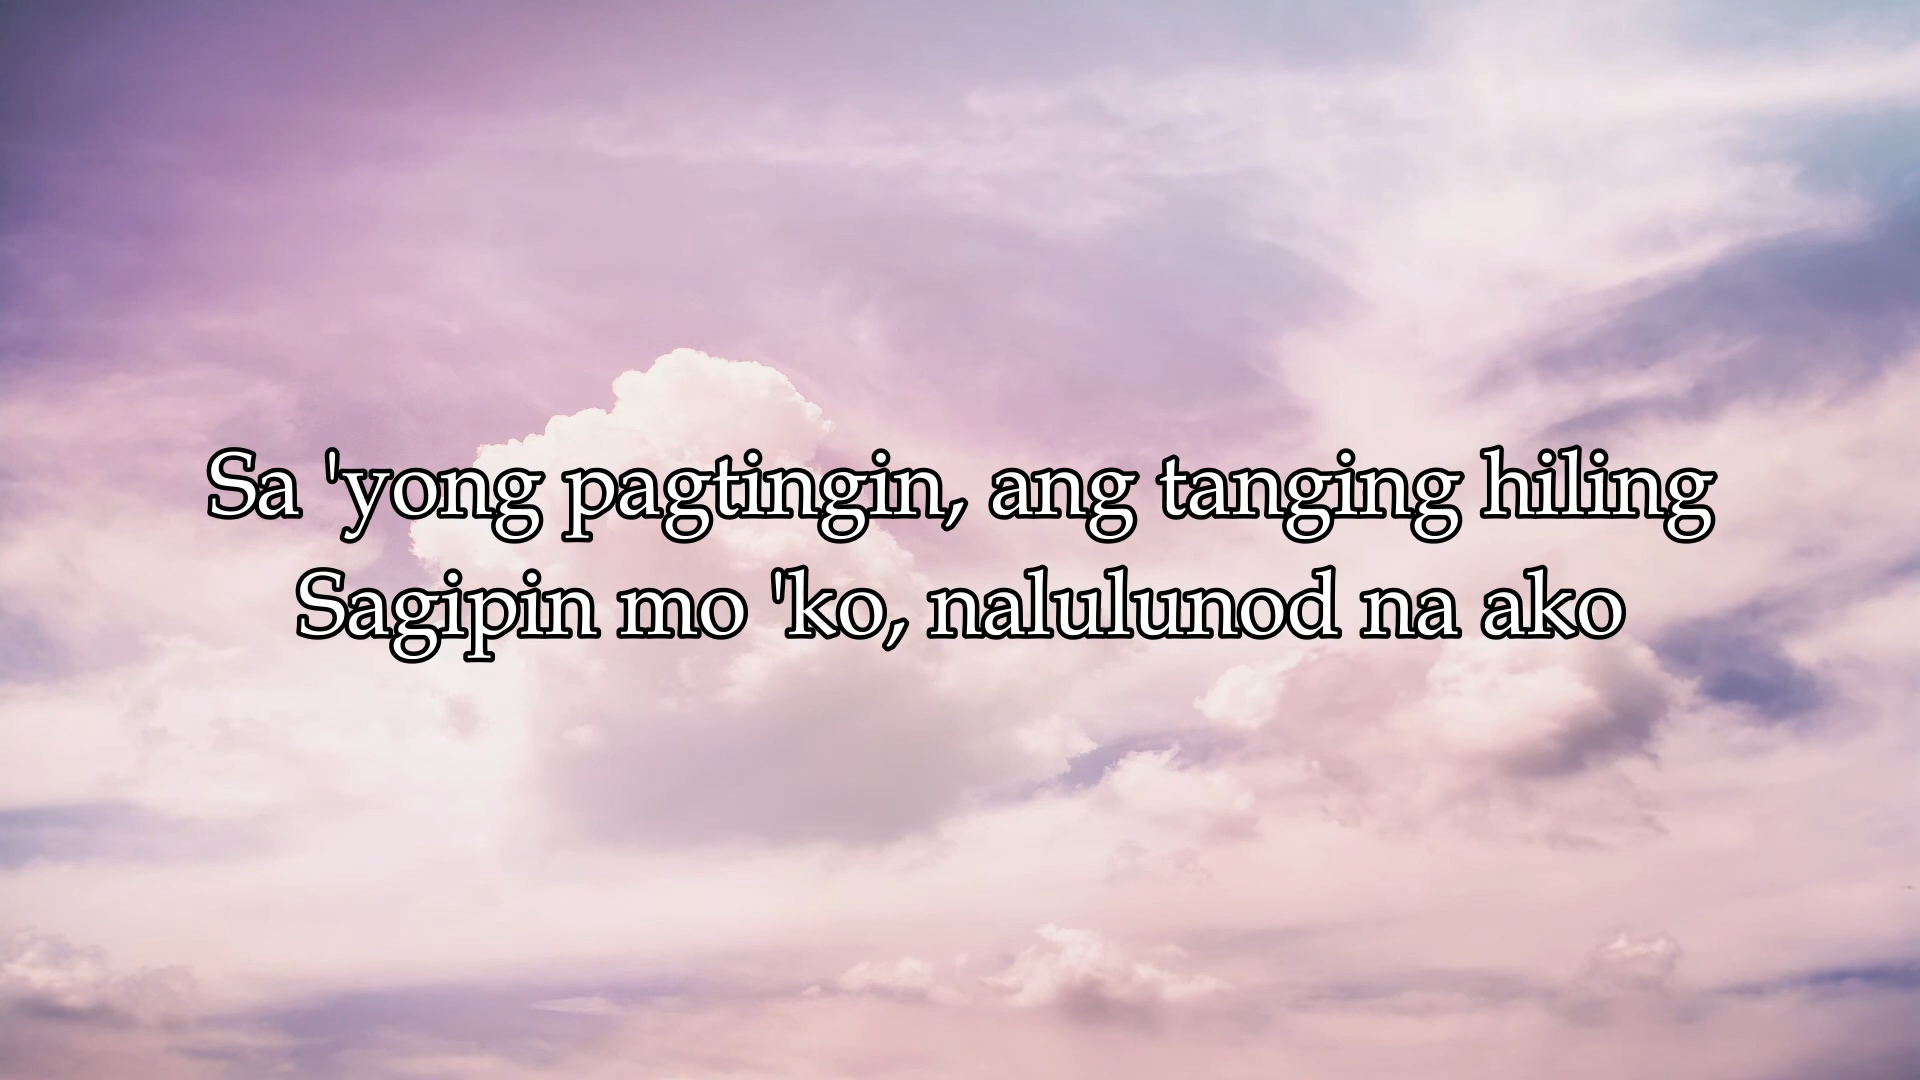 Sa 'yong pagtingin, ang tanging hiling
Sagipin mo 'ko, nalulunod na ako